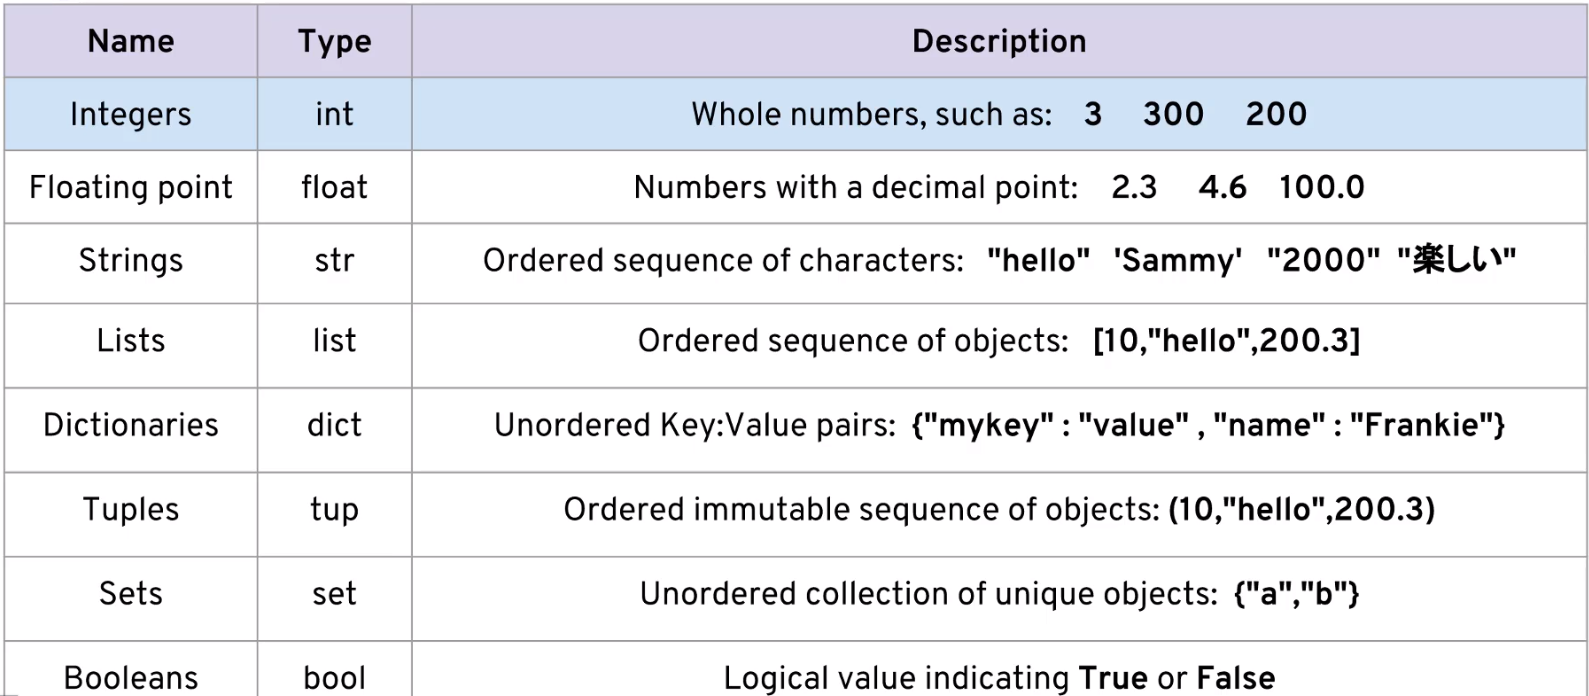 Name Type Description
Integers int Whole numbers, such as: 3 300 200
Floating point float Numbers with a decimal point: 2.3 4.6 100.0
Strings str Ordered sequence of characters: "hello" 'Sammy' "2000" "楽しい"
Lists list Ordered sequence of objects: [10,"hello",200.3]
Dictionaries dict Unordered Key:Value pairs: {"mykey" : "value" , "name" : "Frankie"}
Tuples tup Ordered immutable sequence of objects: (10,"hello",200.3)
Sets set Unordered collection of unique objects: {"a","b"}
Booleans bool Logical value indicating True or False